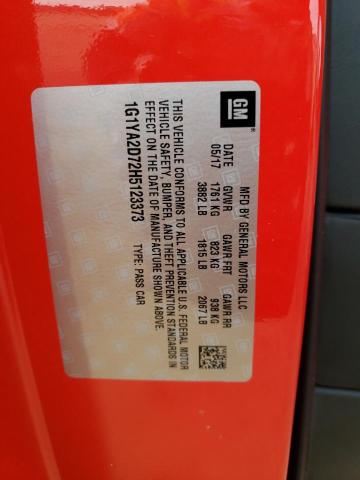 GM®
MFD BY GENERAL MOTORS LLC
DATE GVWR GAWR FRT GAWR RR
05/17 1761 KG 823 KG 938 KG
3882 LB 1815 LB 2067 LB
THIS VEHICLE CONFORMS TO ALL APPLICABLE U.S. FEDERAL MOTOR
VEHICLE SAFETY, BUMPER, AND THEFT PREVENTION STANDARDS IN
EFFECT ON THE DATE OF MANUFACTURE SHOWN ABOVE.
1G1YA2D72H5123373 TYPE: PASS CAR